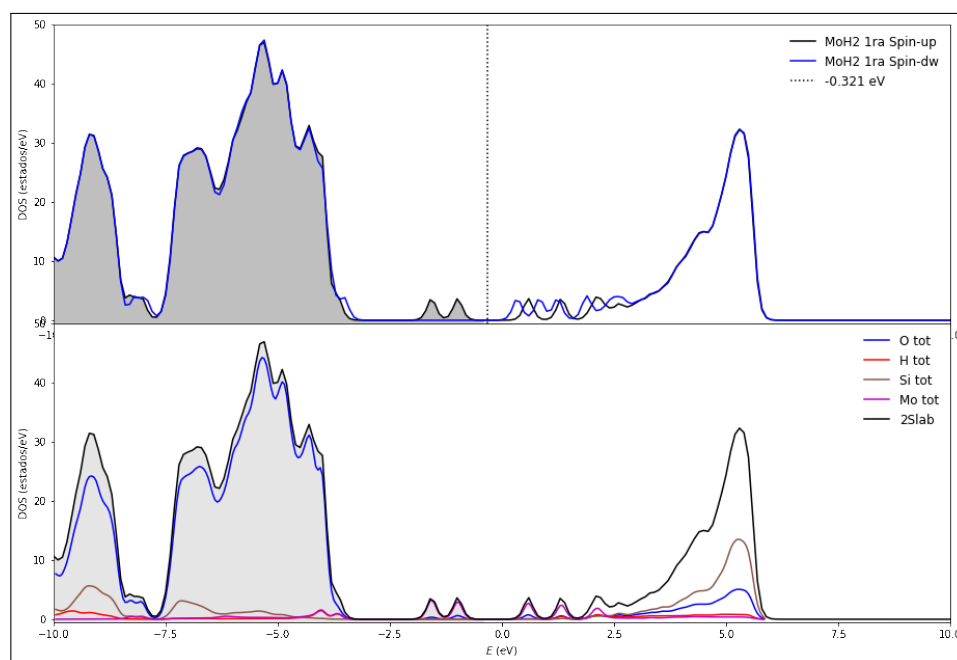 50
40
30
20
10
0
DOS (estados/eV)
MoH2 1ra Spin-up
MoH2 1ra Spin-dw
-0.321 eV
50
40
30
20
10
0
DOS (estados/eV)
O tot
H tot
Si tot
Mo tot
2Slab
-10.0 -7.5 -5.0 -2.5 0.0 2.5 5.0 7.5 10.0
E (eV)